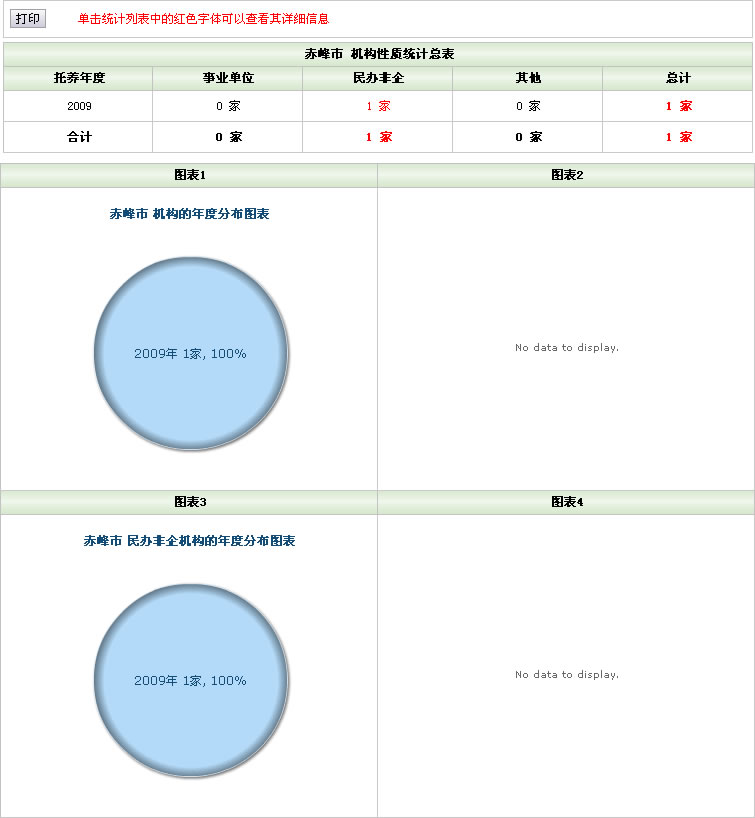 打印 单击统计列表中的红色字体可以查看其详细信息
赤峰市 机构性质统计总表
托养年度 事业单位 民办非企 其他 总计
2009 0 家 1 家 0 家 1 家
合计 0 家 1 家 0 家 1 家
图表1 图表2
赤峰市 机构的年度分布图表
2009年 1家, 100%
No data to display.
图表3 图表4
赤峰市 民办非企机构的年度分布图表
2009年 1家, 100%
No data to display.